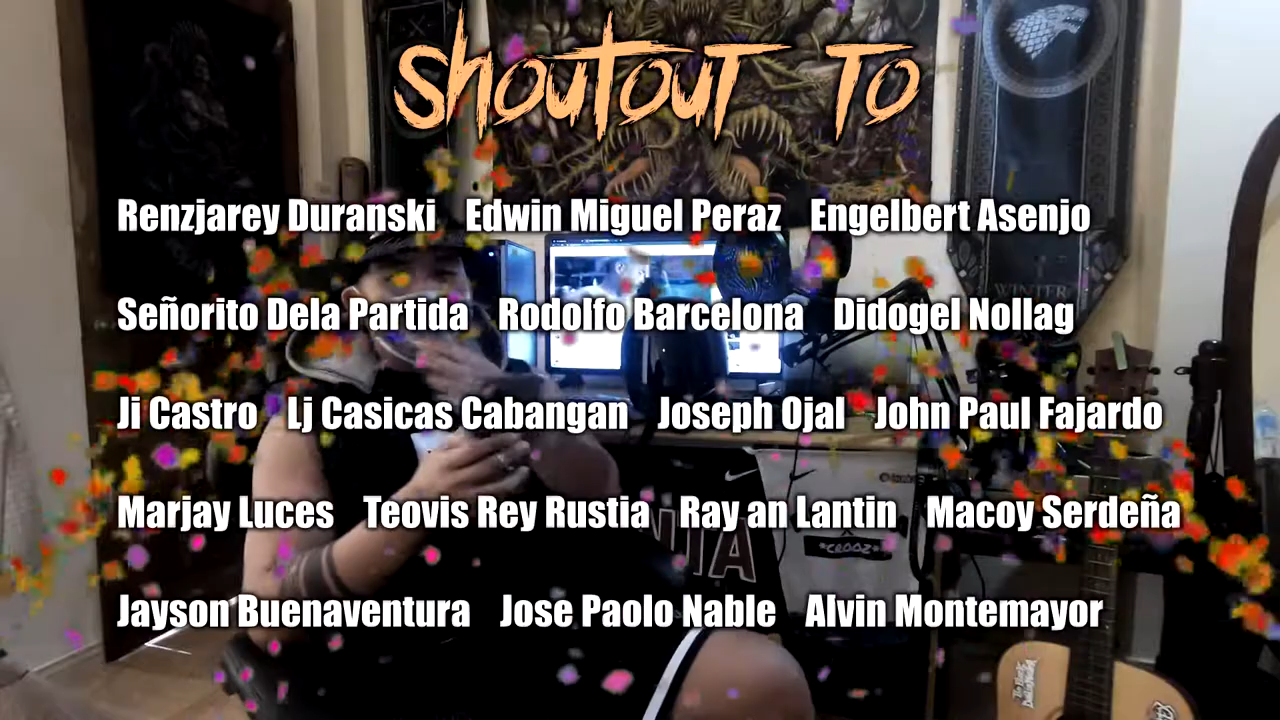 Shoutout To
Renzjarey Duranski Edwin Miguel Peraz Engelbert Asenjo
Señorito Dela Partida Rodolfo Barcelona Didogel Nollag
Ji Castro Lj Casicas Cabangan Joseph Ojal John Paul Fajardo
Marjay Luces Teovis Rey Rustia Ray an Lantin Macoy Serdeña
Jayson Buenaventura Jose Paolo Nable Alvin Montemayor
WINTER
CROOZ